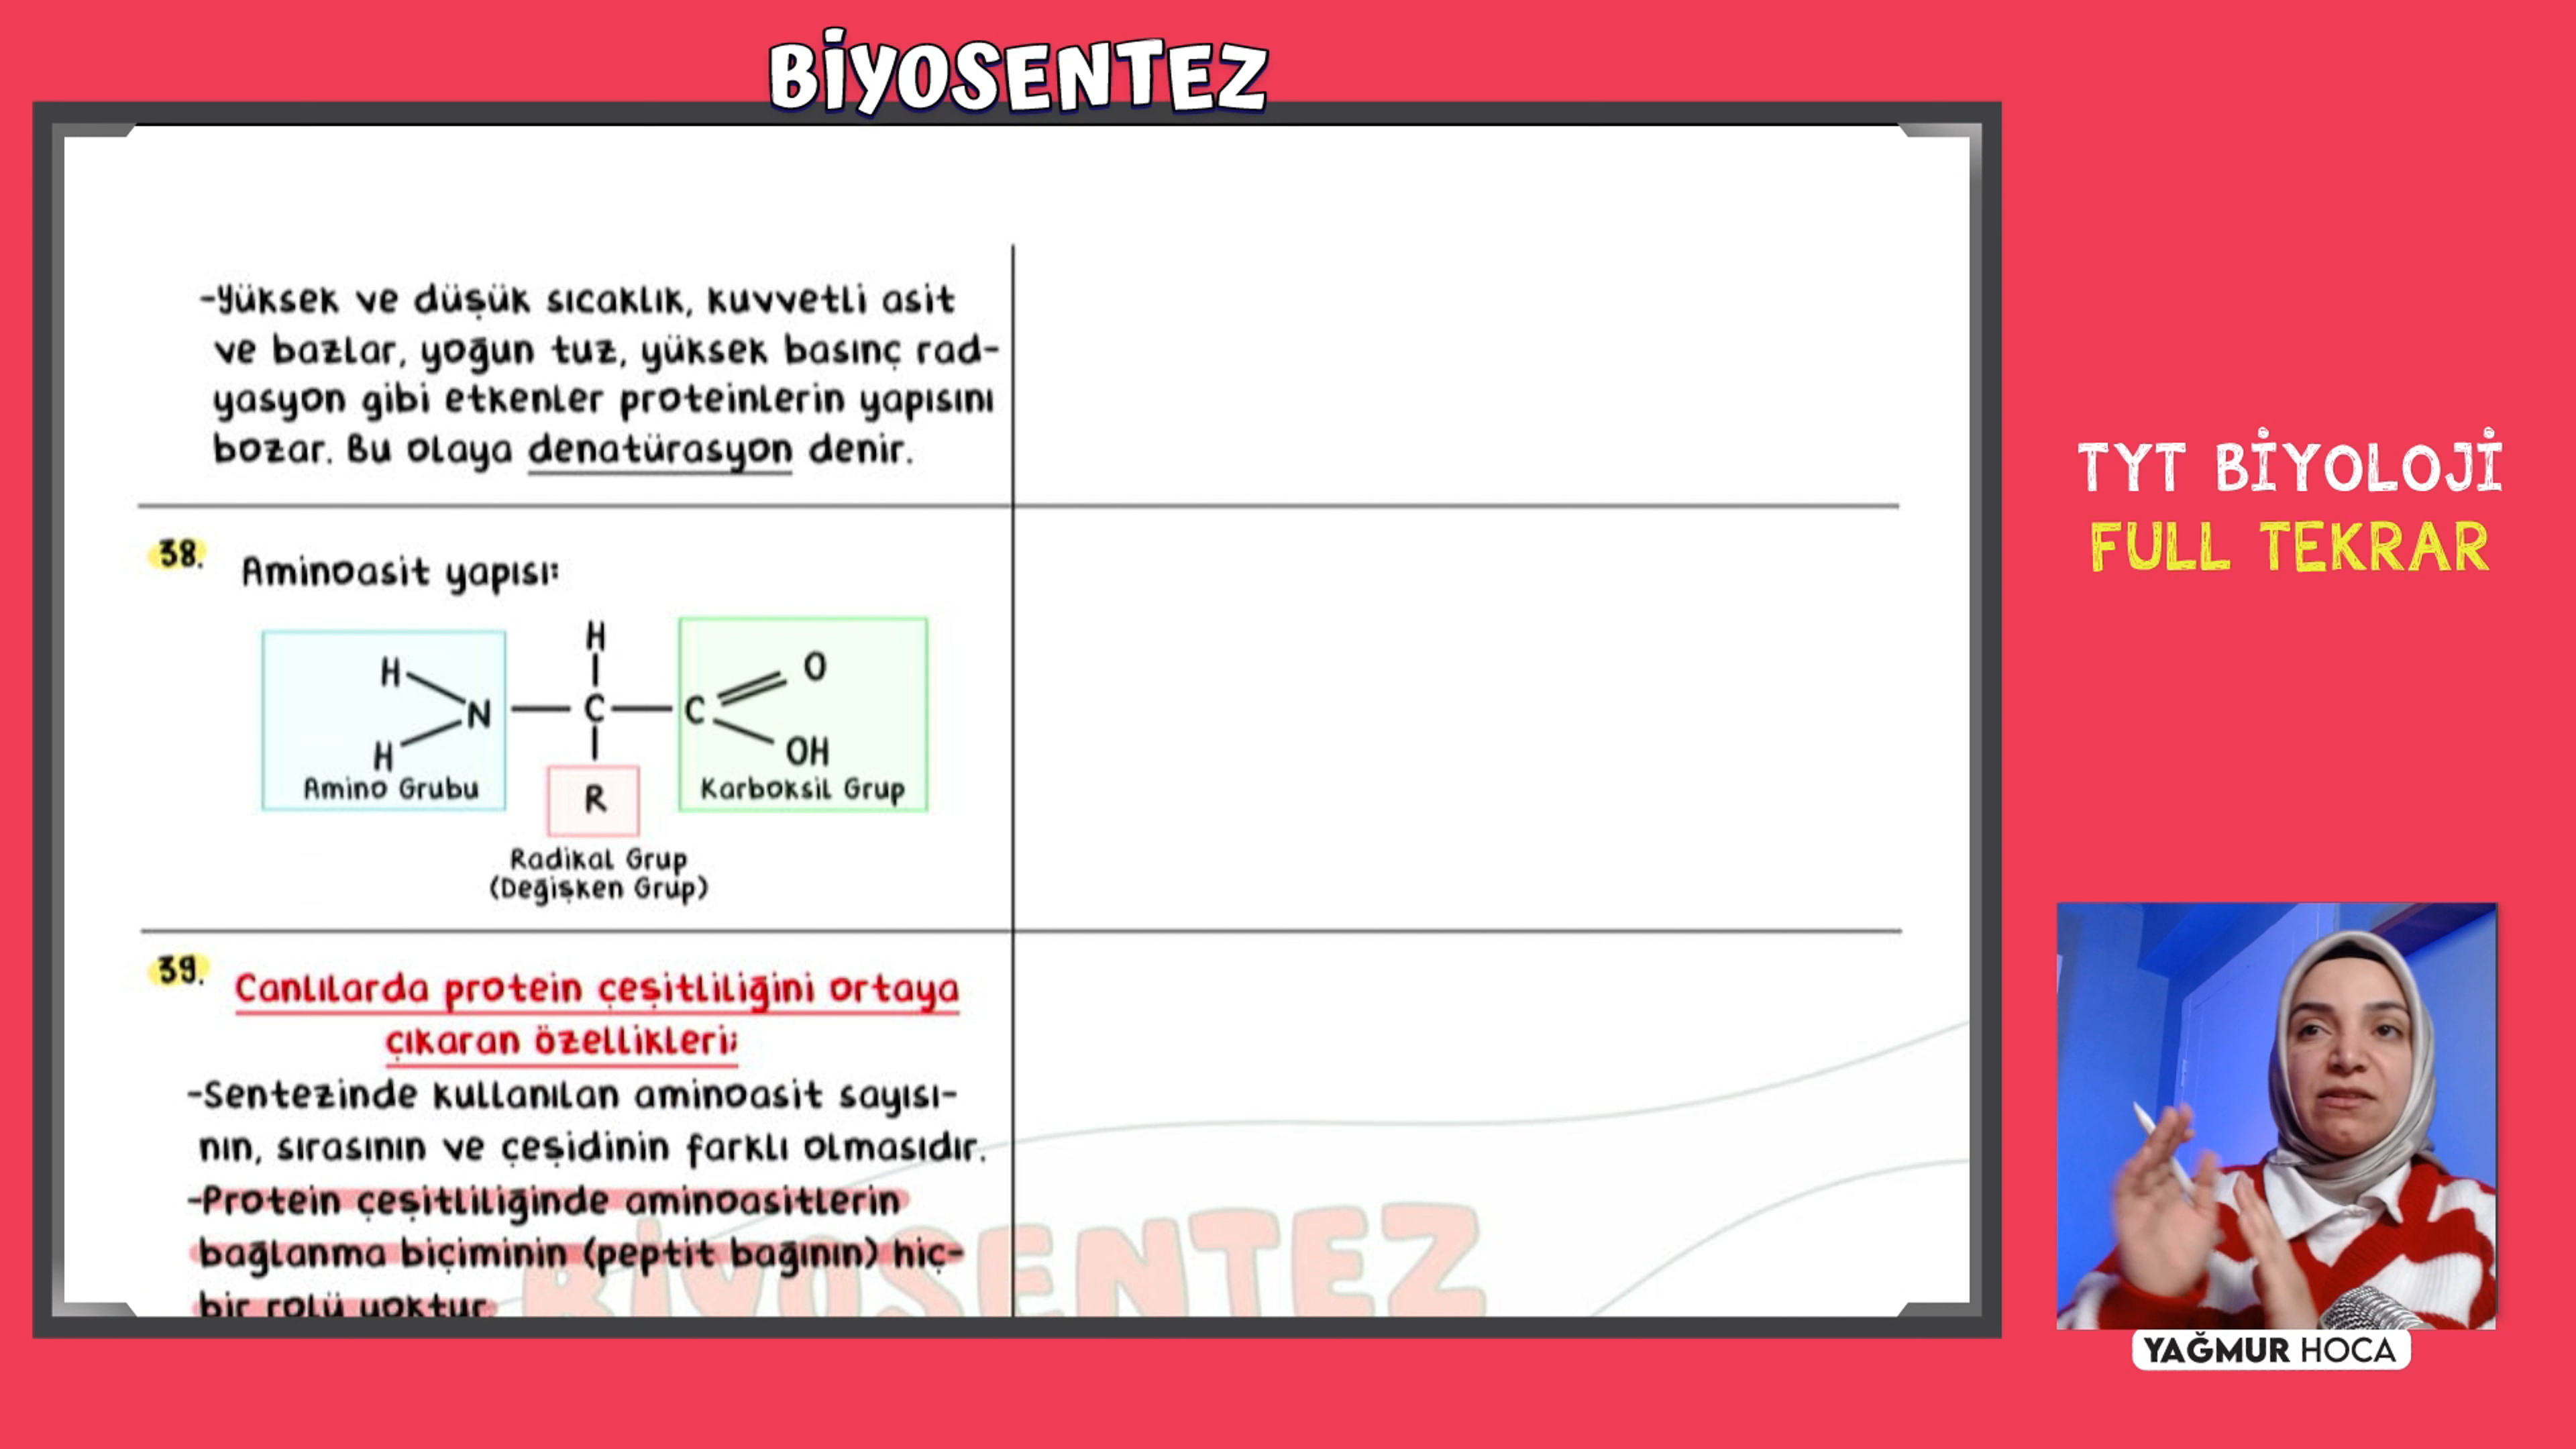 BİYOSENTEZ
-Yüksek ve düşük sıcaklık, kuvvetli asit
ve bazlar, yoğun tuz, yüksek basınç rad-
yasyon gibi etkenler proteinlerin yapısını
bozar. Bu olaya denatürasyon denir.
38. Aminoasit yapısı:
H
H
O
N — C — C
H
OH
Amino Grubu
R
Karboksil Grup
Radikal Grup
(Değişken Grup)
39. Canlılarda protein çeşitliliğini ortaya
çıkaran özellikleri;
-Sentezinde kullanılan aminoasit sayısı-
nın, sırasının ve çeşidinin farklı olmasıdır.
-Protein çeşitliliğinde aminoasitlerin
bağlanma biçiminin (peptit bağının) hiç-
bir rolü yoktur
BİYOSENTEZ
TYT BİYOLOJİ
FULL TEKRAR
YAĞMUR HOCA